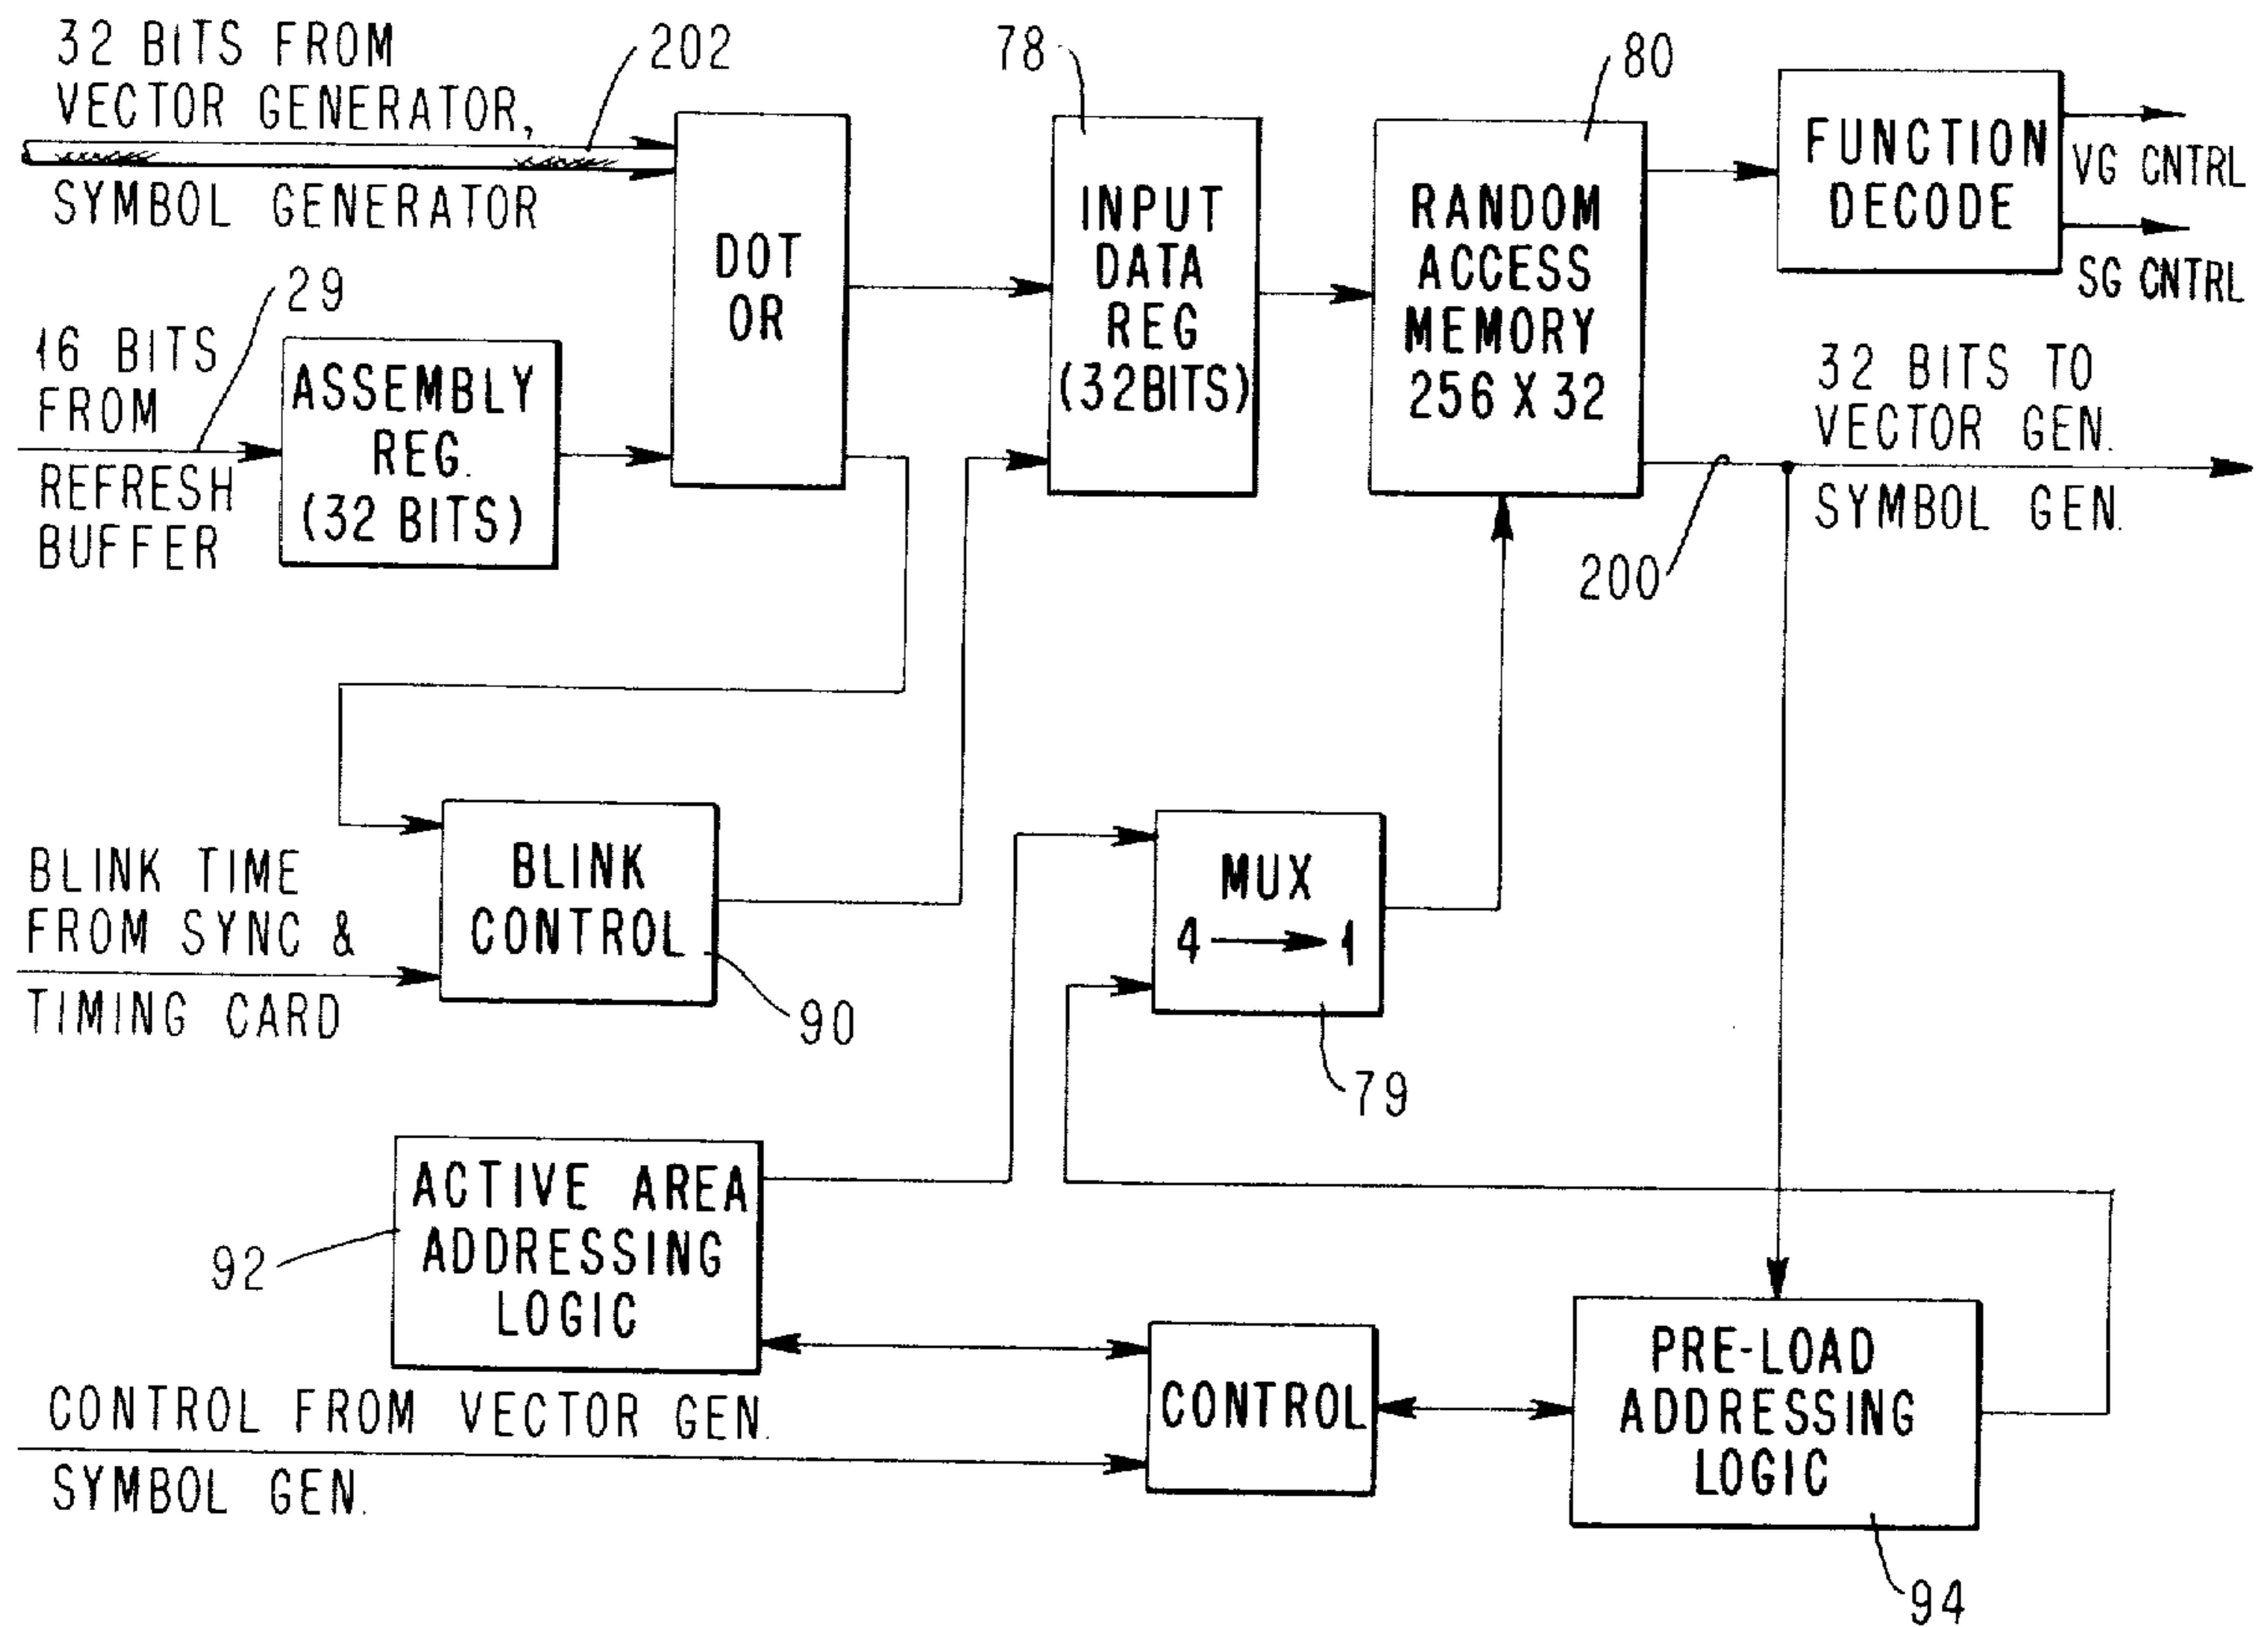 32 BITS FROM
VECTOR GENERATOR,
SYMBOL GENERATOR
202
29
16 BITS
FROM
REFRESH
BUFFER
ASSEMBLY
REG.
(32 BITS)
DOT
OR
78
INPUT
DATA
REG
(32BITS)
80
RANDOM
ACCESS
MEMORY
256 X 32
FUNCTION
DECODE
VG CNTRL
SG CNTRL
32 BITS TO
VECTOR GEN.
SYMBOL GEN.
200
BLINK TIME
FROM SYNC &
TIMING CARD
BLINK
CONTROL
90
MUX
4 → 1
79
ACTIVE AREA
ADDRESSING
LOGIC
92
CONTROL FROM VECTOR GEN.
SYMBOL GEN.
CONTROL
PRE-LOAD
ADDRESSING
LOGIC
94